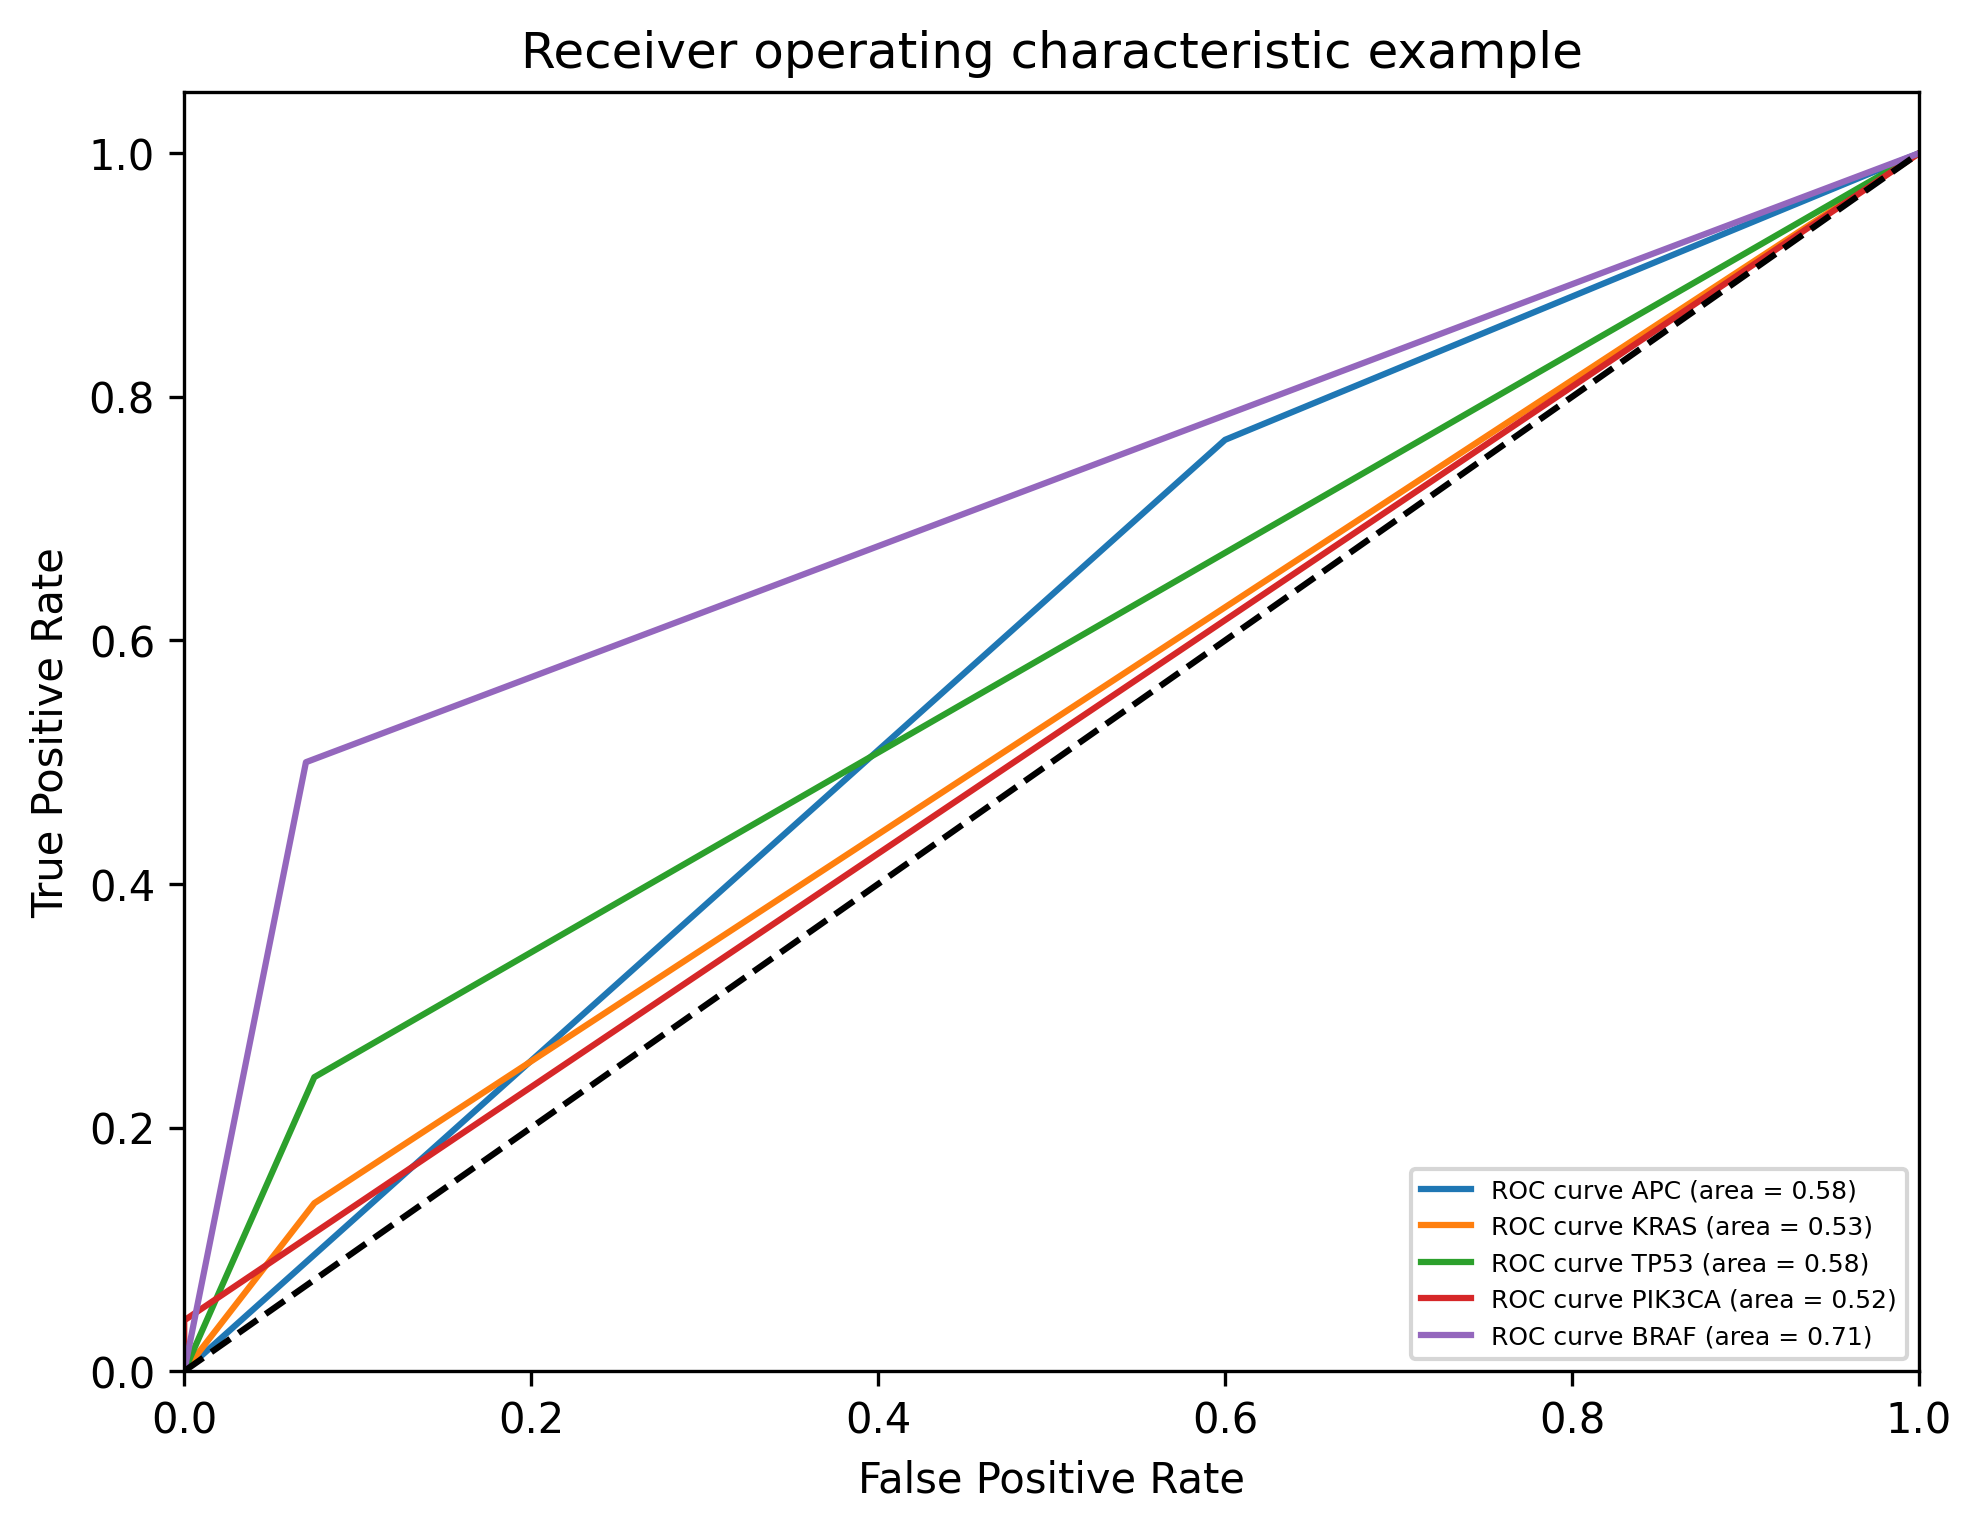 Receiver operating characteristic example
True Positive Rate
1.0
0.8
0.6
0.4
0.2
0.0
ROC curve APC (area = 0.58)
ROC curve KRAS (area = 0.53)
ROC curve TP53 (area = 0.58)
ROC curve PIK3CA (area = 0.52)
ROC curve BRAF (area = 0.71)
0.0 0.2 0.4 0.6 0.8 1.0
False Positive Rate